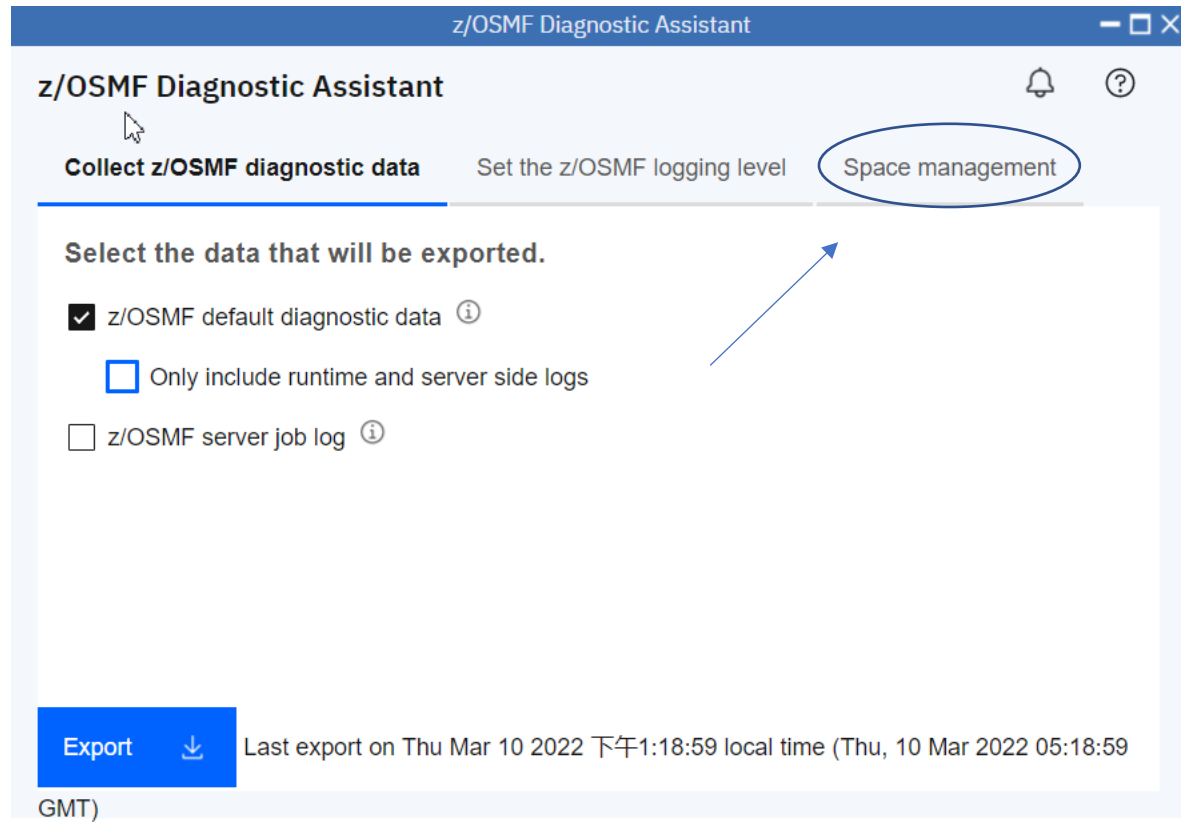 z/OSMF Diagnostic Assistant
z/OSMF Diagnostic Assistant
Collect z/OSMF diagnostic data Set the z/OSMF logging level Space management
Select the data that will be exported.
z/OSMF default diagnostic data
Only include runtime and server side logs
z/OSMF server job log
Export Last export on Thu Mar 10 2022 下午1:18:59 local time (Thu, 10 Mar 2022 05:18:59
GMT)